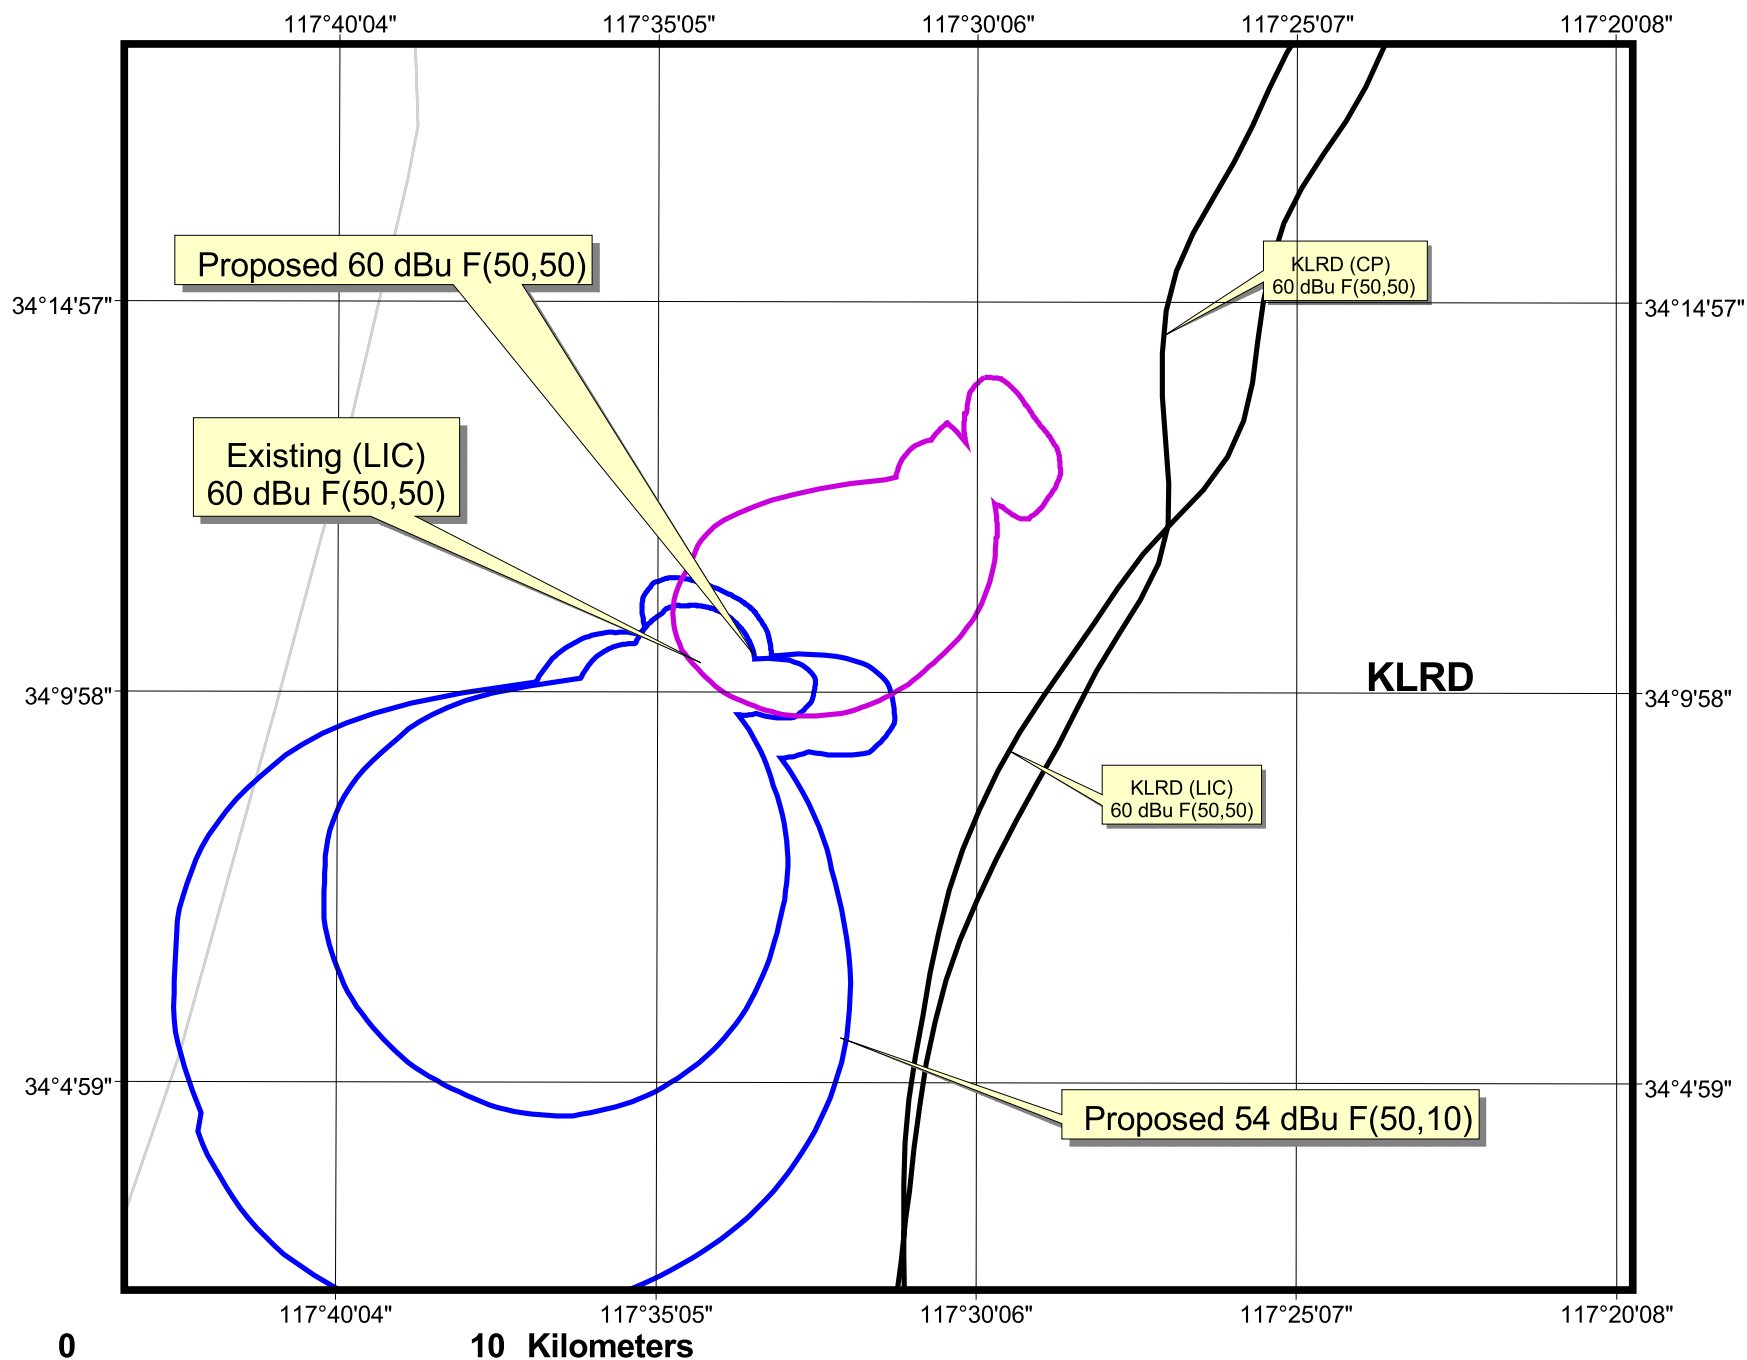 117°40'04" 117°35'05" 117°30'06" 117°25'07" 117°20'08"
Proposed 60 dBu F(50,50)
KLRD (CP)
60 dBu F(50,50)
34°14'57" 34°14'57"
Existing (LIC)
60 dBu F(50,50)
KLRD
34°9'58" 34°9'58"
KLRD (LIC)
60 dBu F(50,50)
34°4'59" 34°4'59"
Proposed 54 dBu F(50,10)
117°40'04" 117°35'05" 117°30'06" 117°25'07" 117°20'08"
0 10 Kilometers